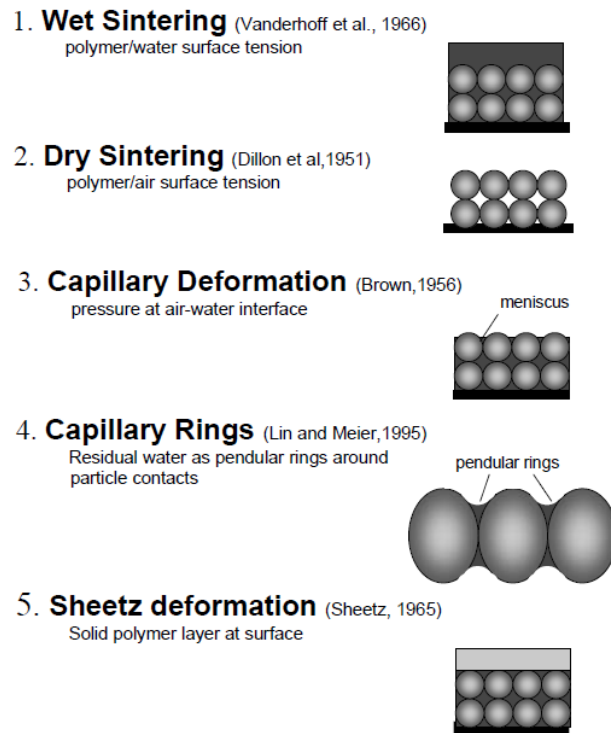 1. Wet Sintering (Vanderhoff et al., 1966)
polymer/water surface tension
2. Dry Sintering (Dillon et al,1951)
polymer/air surface tension
3. Capillary Deformation (Brown,1956)
pressure at air-water interface
meniscus
4. Capillary Rings (Lin and Meier,1995)
Residual water as pendular rings around
particle contacts
pendular rings
5. Sheetz deformation (Sheetz, 1965)
Solid polymer layer at surface